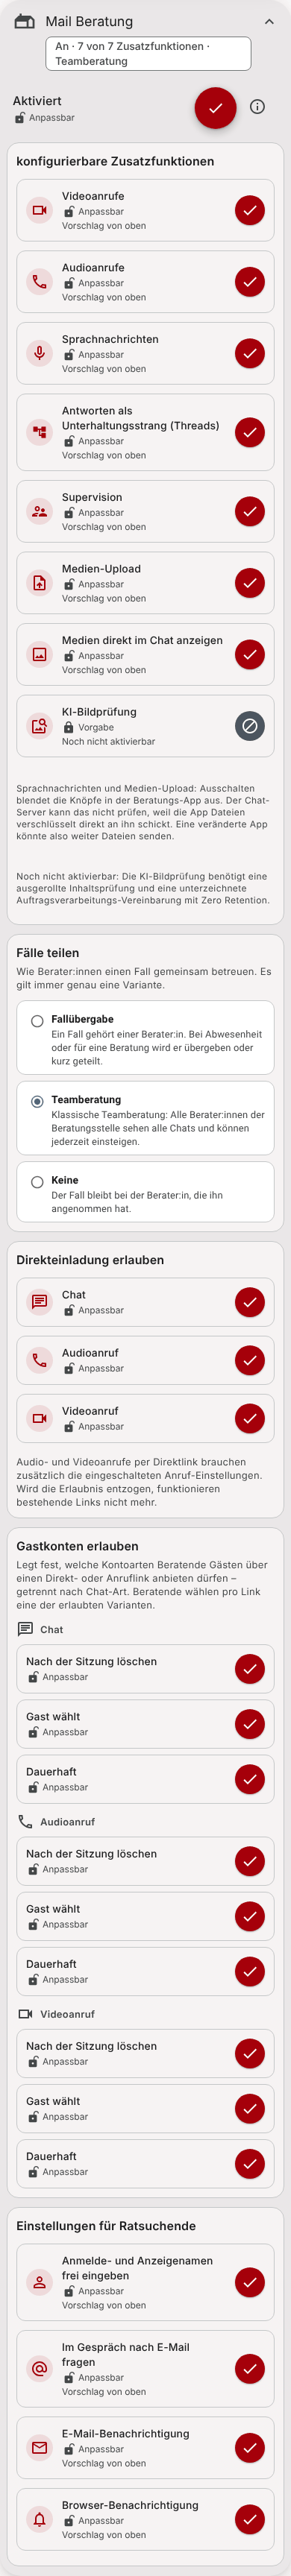 Mail Beratung
An · 7 von 7 Zusatzfunktionen ·
Teamberatung
Aktiviert
Anpassbar
konfigurierbare Zusatzfunktionen
Videoanrufe
Anpassbar
Vorschlag von oben
Audioanrufe
Anpassbar
Vorschlag von oben
Sprachnachrichten
Anpassbar
Vorschlag von oben
Antworten als
Unterhaltungsstrang (Threads)
Anpassbar
Vorschlag von oben
Supervision
Anpassbar
Vorschlag von oben
Medien-Upload
Anpassbar
Vorschlag von oben
Medien direkt im Chat anzeigen
Anpassbar
Vorschlag von oben
KI-Bildprüfung
Vorgabe
Noch nicht aktivierbar
Sprachnachrichten und Medien-Upload: Ausschalten
blendet die Knöpfe in der Beratungs-App aus. Der Chat-
Server kann das nicht prüfen, weil die App Dateien
verschlüsselt direkt an ihn schickt. Eine veränderte App
könnte also weiter Dateien senden.
Noch nicht aktivierbar: Die KI-Bildprüfung benötigt eine
ausgerollte Inhaltsprüfung und eine unterzeichnete
Auftragsverarbeitungs-Vereinbarung mit Zero Retention.
Fälle teilen
Wie Berater:innen einen Fall gemeinsam betreuen. Es
gilt immer genau eine Variante.
Fallübergabe
Ein Fall gehört einer Berater:in. Bei Abwesenheit
oder für eine Beratung wird er übergeben oder
kurz geteilt.
Teamberatung
Klassische Teamberatung: Alle Berater:innen der
Beratungsstelle sehen alle Chats und können
jederzeit einsteigen.
Keine
Der Fall bleibt bei der Berater:in, die ihn
angenommen hat.
Direkteinladung erlauben
Chat
Anpassbar
Audioanruf
Anpassbar
Videoanruf
Anpassbar
Audio- und Videoanrufe per Direktlink brauchen
zusätzlich die eingeschalteten Anruf-Einstellungen.
Wird die Erlaubnis entzogen, funktionieren
bestehende Links nicht mehr.
Gastkonten erlauben
Legt fest, welche Kontoarten Beratende Gästen über
einen Direkt- oder Anruflink anbieten dürfen –
getrennt nach Chat-Art. Beratende wählen pro Link
eine der erlaubten Varianten.
Chat
Nach der Sitzung löschen
Anpassbar
Gast wählt
Anpassbar
Dauerhaft
Anpassbar
Audioanruf
Nach der Sitzung löschen
Anpassbar
Gast wählt
Anpassbar
Dauerhaft
Anpassbar
Videoanruf
Nach der Sitzung löschen
Anpassbar
Gast wählt
Anpassbar
Dauerhaft
Anpassbar
Einstellungen für Ratsuchende
Anmelde- und Anzeigenamen
frei eingeben
Anpassbar
Vorschlag von oben
Im Gespräch nach E-Mail
fragen
Anpassbar
Vorschlag von oben
E-Mail-Benachrichtigung
Anpassbar
Vorschlag von oben
Browser-Benachrichtigung
Anpassbar
Vorschlag von oben